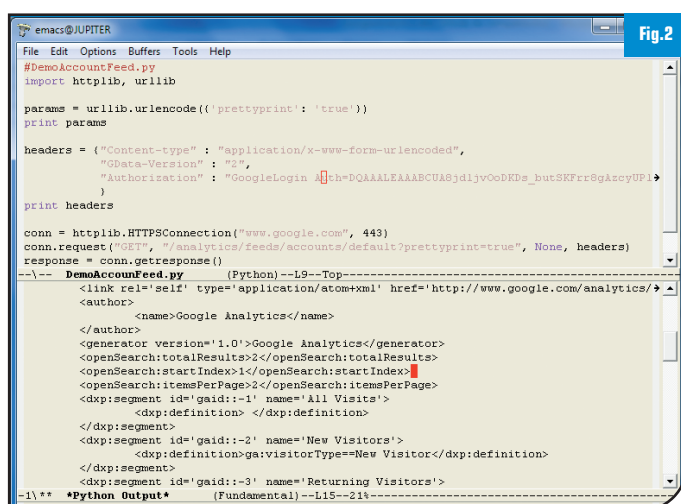 emacs@JUPITER
Fig.2
File Edit Options Buffers Tools Help
#DemoAccountFeed.py
import httplib, urllib
params = urllib.urlencode({'prettyprint': 'true'})
print params
headers = {"Content-type" : "application/x-www-form-urlencoded",
"GData-Version" : "2",
"Authorization" : "GoogleLogin Auth=
}
print headers
conn = httplib.HTTPSConnection("www.google.com", 443)
conn.request("GET", "/analytics/feeds/accounts/default?prettyprint=true", None, headers)
response = conn.getresponse()
--\-- DemoAccounFeed.py (Python)--L9--Top--
<link rel='self' type='application/atom+xml' href='http://www.google.com/analytics/
<author>
<name>Google Analytics</name>
</author>
<generator version='1.0'>Google Analytics</generator>
<openSearch:totalResults>2</openSearch:totalResults>
<openSearch:startIndex>1</openSearch:startIndex>
<openSearch:itemsPerPage>2</openSearch:itemsPerPage>
<dxp:segment id='gaid::-1' name='All Visits'>
<dxp:definition> </dxp:definition>
</dxp:segment>
<dxp:segment id='gaid::-2' name='New Visitors'>
<dxp:definition>ga:visitorType==New Visitor</dxp:definition>
</dxp:segment>
<dxp:segment id='gaid::-3' name='Returning Visitors'>
-1\** *Python Output* (Fundamental)--L15--21%--